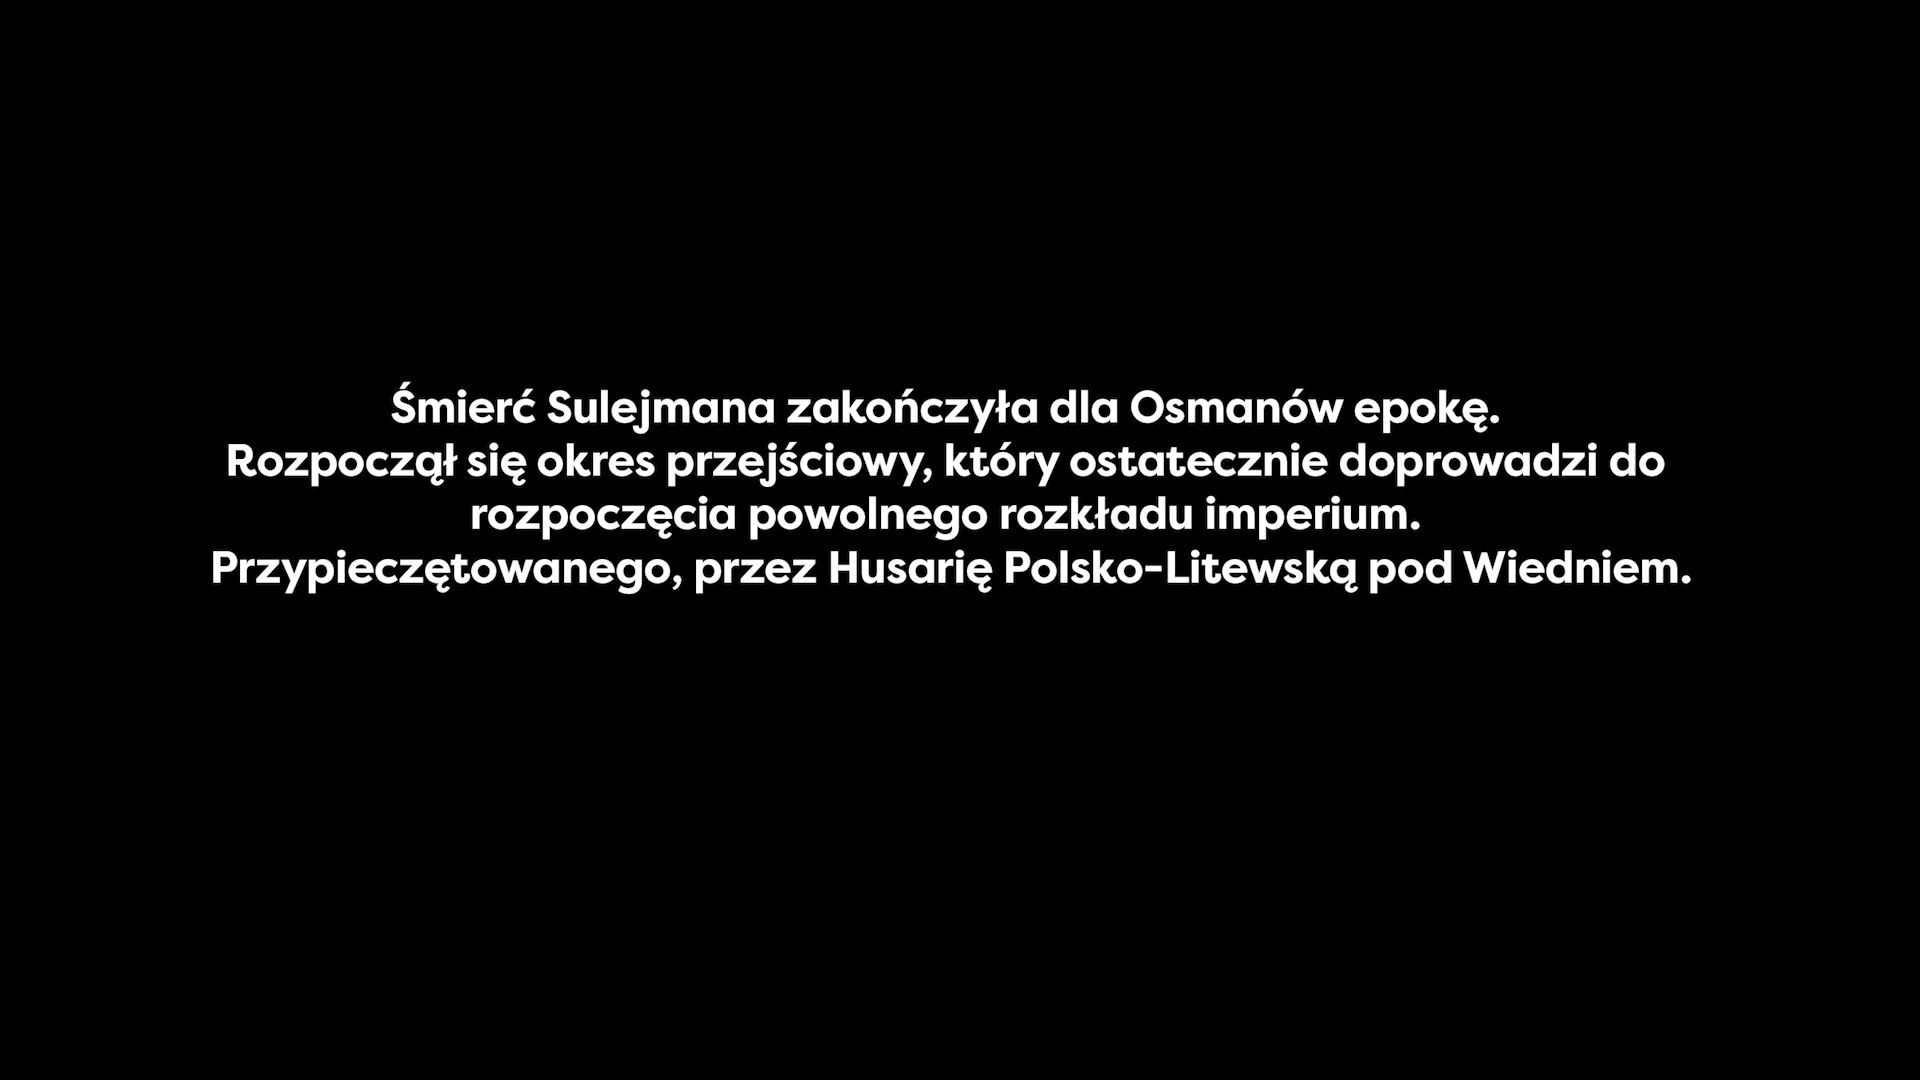 Śmierć Sulejmana zakończyła dla Osmanów epokę.
Rozpoczął się okres przejściowy, który ostatecznie doprowadzi do
rozpoczęcia powolnego rozkładu imperium.
Przypieczętowanego, przez Husarię Polsko-Litewską pod Wiedniem.